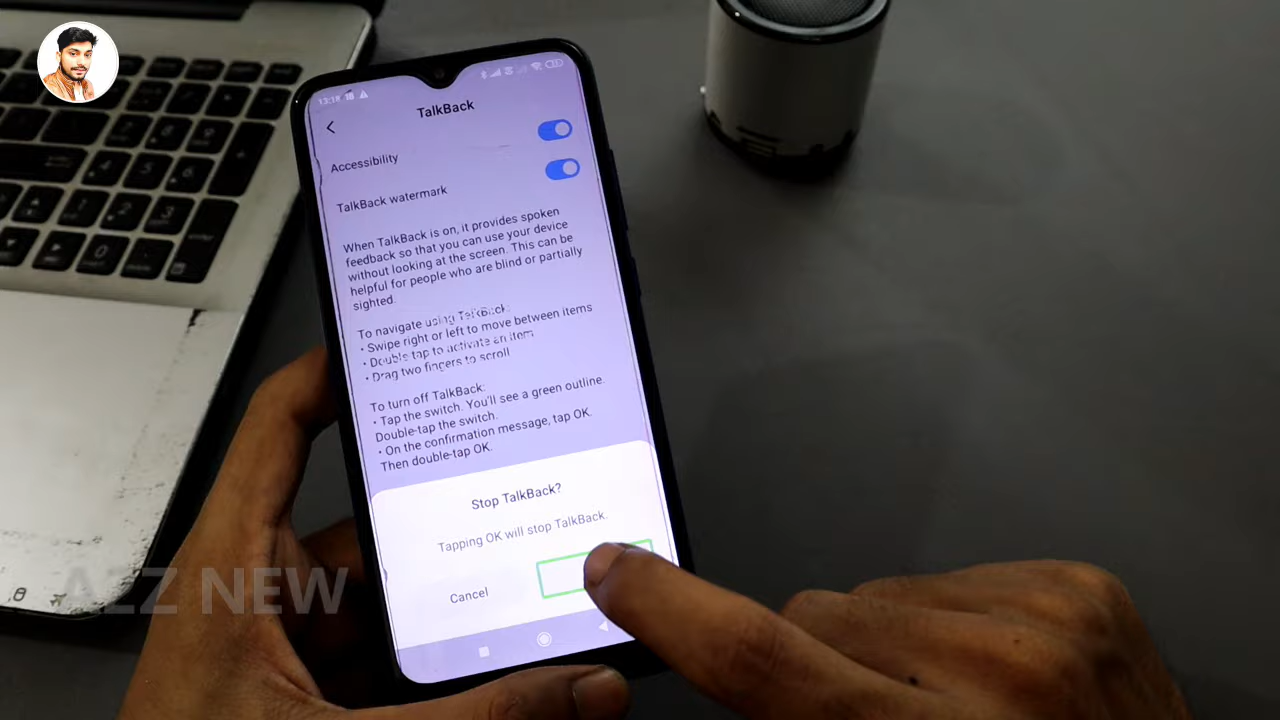 13:18
TalkBack
Accessibility
TalkBack watermark
When TalkBack is on, it provides spoken
feedback so that you can use your device
without looking at the screen. This can be
helpful for people who are blind or partially
sighted.
To navigate using TalkBack:
• Swipe right or left to move between items
• Double tap to activate an item
• Drag two fingers to scroll
To turn off TalkBack:
• Tap the switch. You'll see a green outline.
Double-tap the switch.
• On the confirmation message, tap OK.
Then double-tap OK.
Stop TalkBack?
Tapping OK will stop TalkBack.
Cancel
AZZ NEW